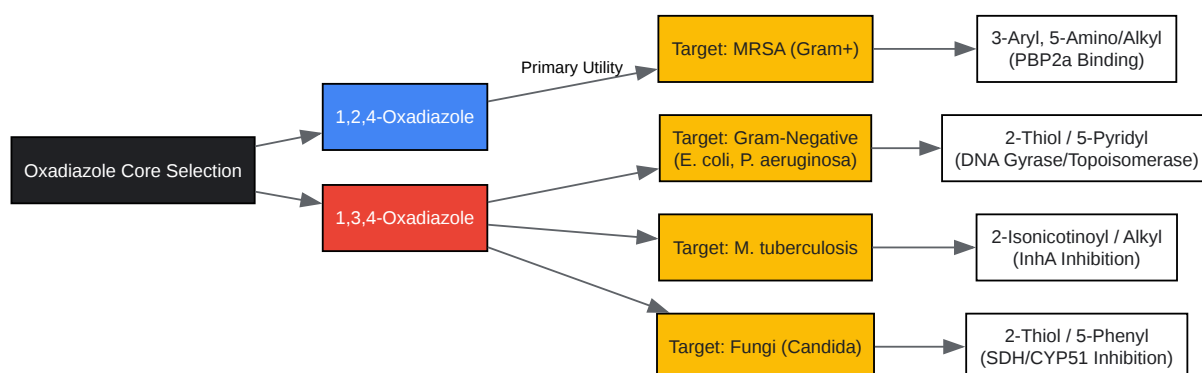 Oxadiazole Core Selection
1,2,4-Oxadiazole
1,3,4-Oxadiazole
Primary Utility
Target: MRSA (Gram+)
3-Aryl, 5-Amino/Alkyl
(PBP2a Binding)
Target: Gram-Negative
(E. coli, P. aeruginosa)
2-Thiol / 5-Pyridyl
(DNA Gyrase/Topoisomerase)
Target: M. tuberculosis
2-Isonicotinoyl / Alkyl
(InhA Inhibition)
Target: Fungi (Candida)
2-Thiol / 5-Phenyl
(SDH/CYP51 Inhibition)